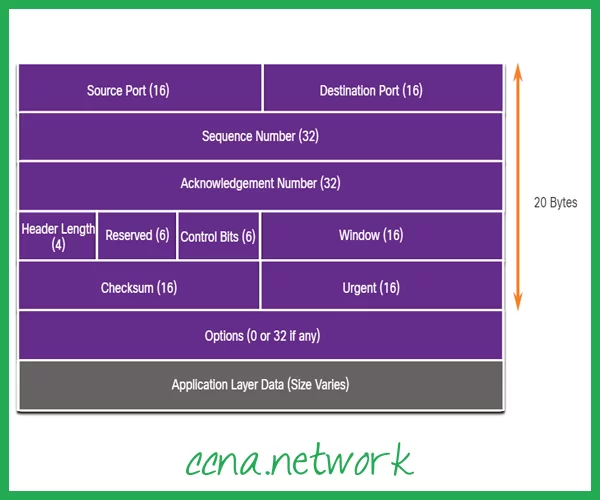 Source Port (16)
Destination Port (16)
Sequence Number (32)
Acknowledgement Number (32)
Header Length
(4)
Reserved (6)
Control Bits (6)
Window (16)
20 Bytes
Checksum (16)
Urgent (16)
Options (0 or 32 if any)
Application Layer Data (Size Varies)
ccna.network